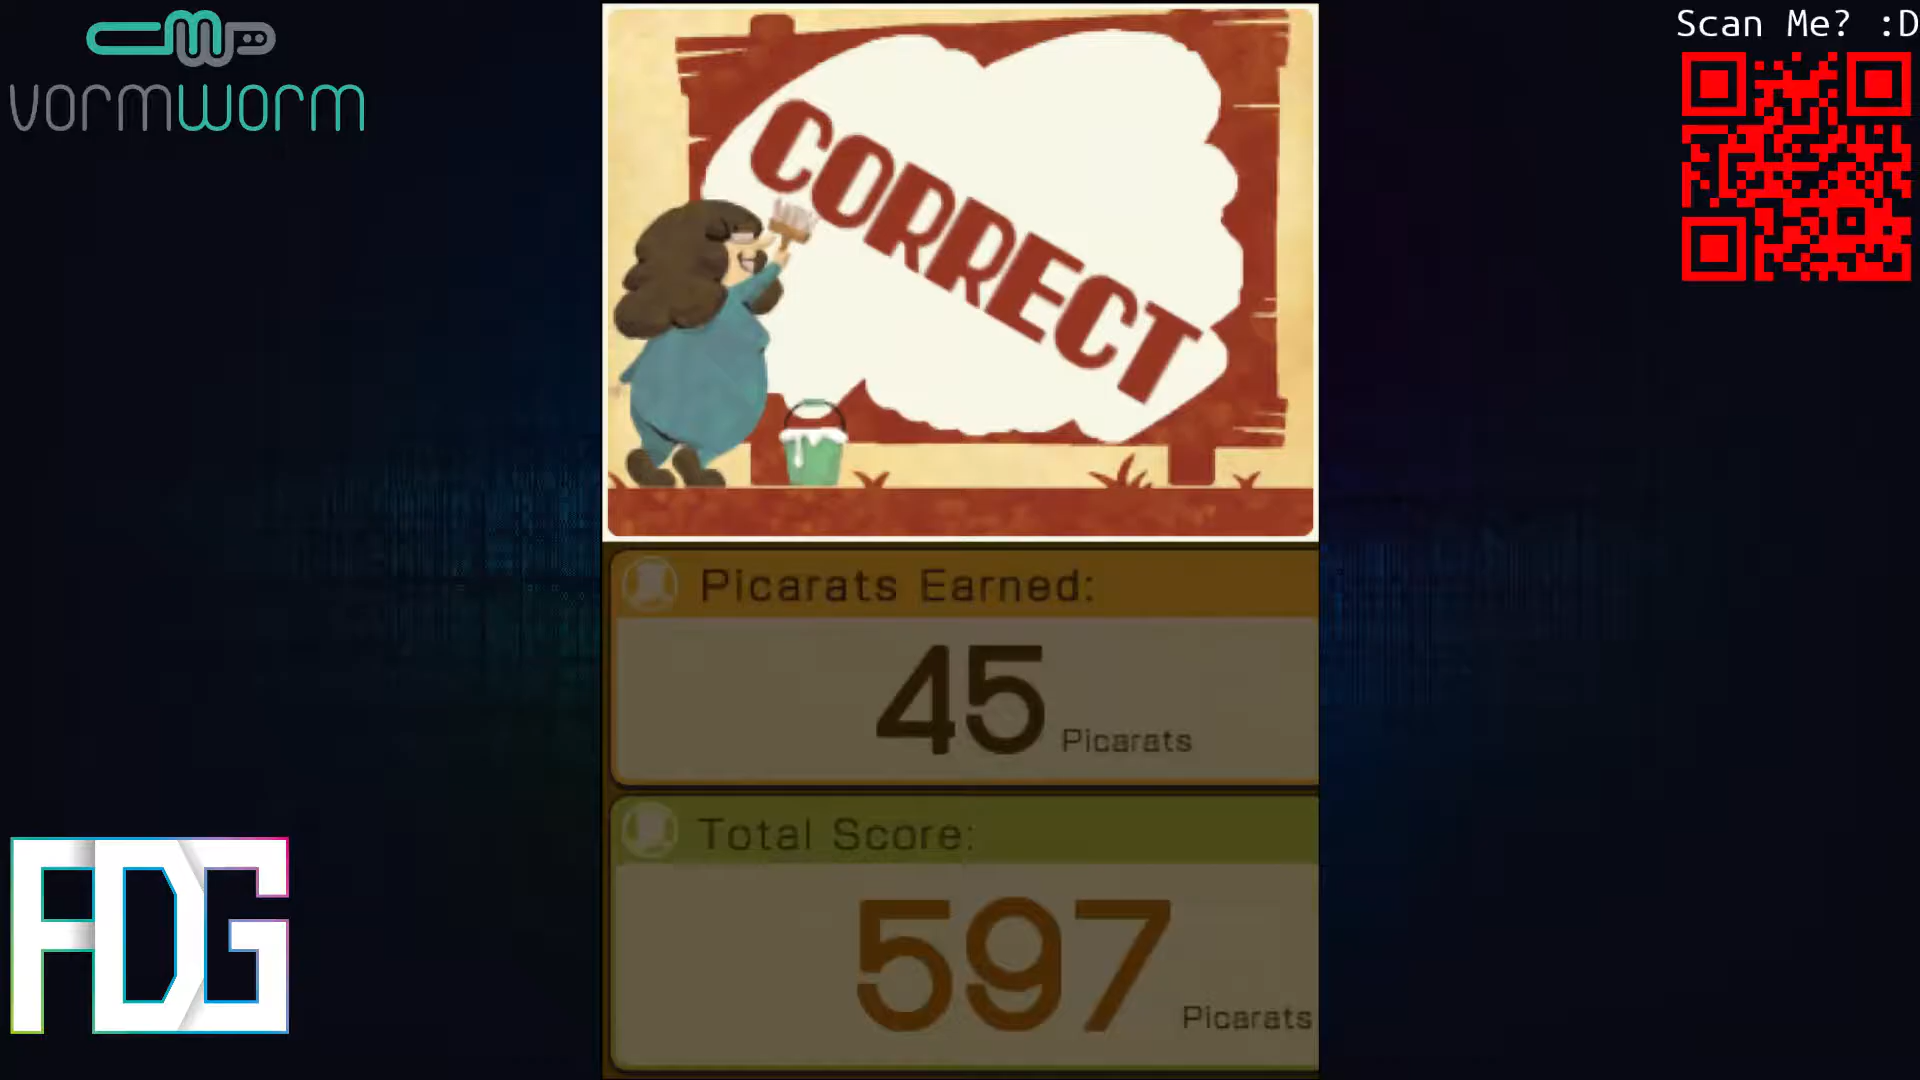 vormworm
Scan Me? :D
CORRECT
Picarats Earned:
45 Picarats
Total Score:
597 Picarats
FDG